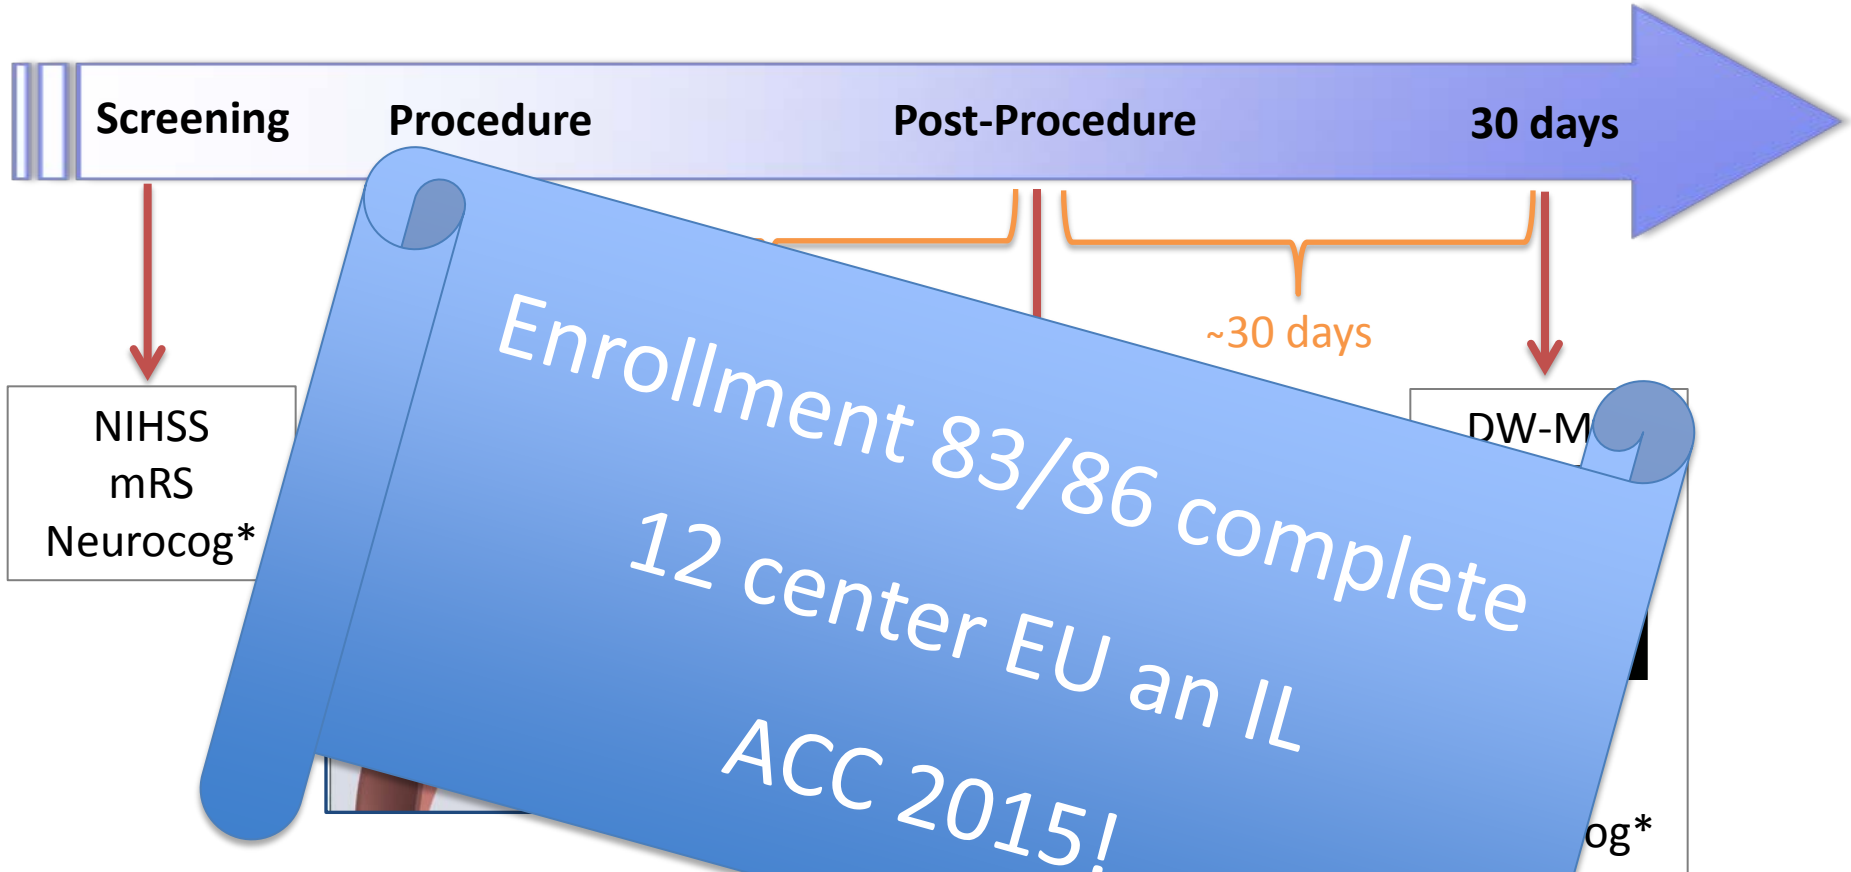 Screening
Procedure
Post-Procedure
30 days
~30 days
NIHSS
mRS
Neurocog*
Enrollment 83/86 complete
12 center EU an IL
ACC 2015!
DW-M
og*